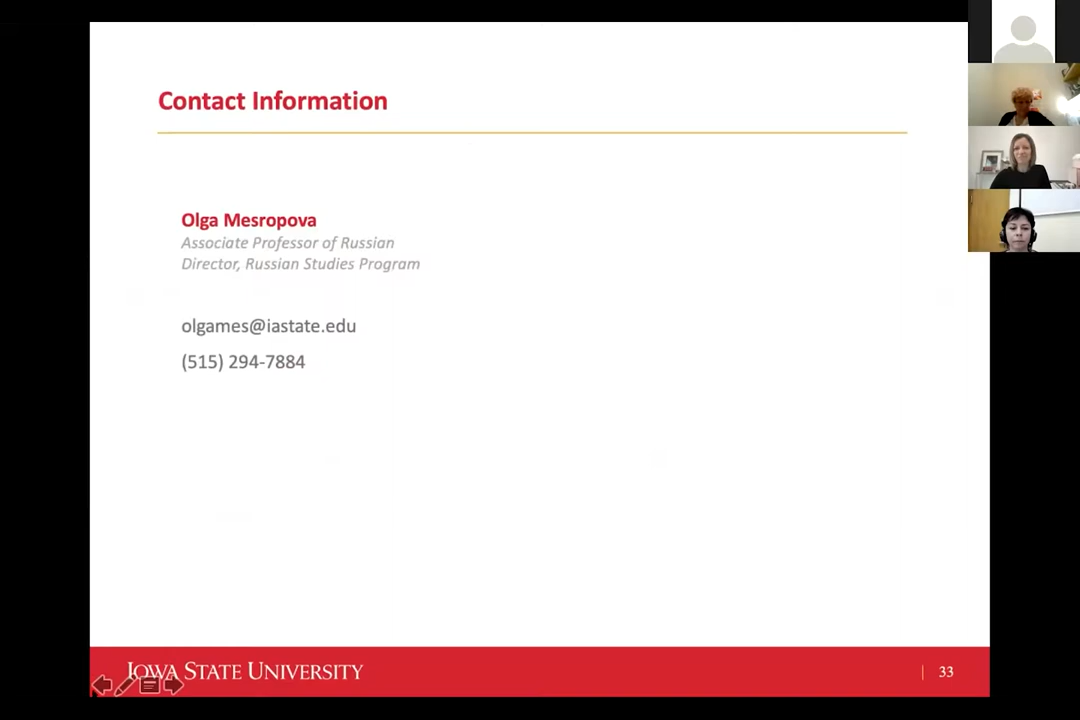 Contact Information
Olga Mesropova
Associate Professor of Russian
Director, Russian Studies Program
olgames@iastate.edu
(515) 294-7884
IOWA STATE UNIVERSITY
33